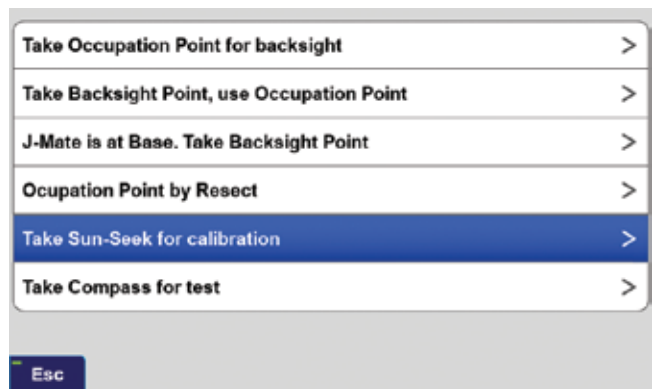 Take Occupation Point for backsight >
Take Backsight Point, use Occupation Point >
J-Mate is at Base. Take Backsight Point >
Ocupation Point by Resect >
Take Sun-Seek for calibration >
Take Compass for test >
Esc